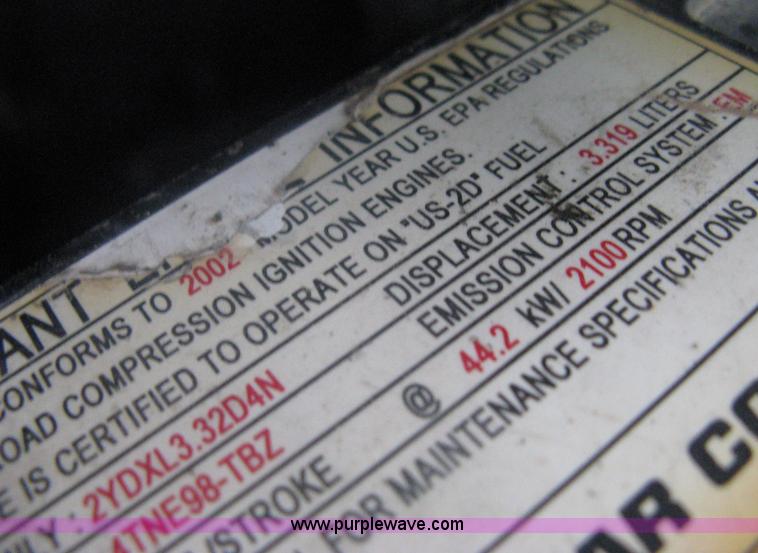 INFORMATION
CONFORMS TO 2002 MODEL YEAR U.S. EPA REGULATIONS
ROAD COMPRESSION IGNITION ENGINES.
E IS CERTIFIED TO OPERATE ON "US-2D" FUEL
: 2YDXL3.32D4N DISPLACEMENT : 3.319 LITERS
4TNE98-TBZ EMISSION CONTROL SYSTEM : EM
/STROKE @ 44.2 kW/ 2100 RPM
FOR MAINTENANCE SPECIFICATIONS
AR CO
www.purplewave.com